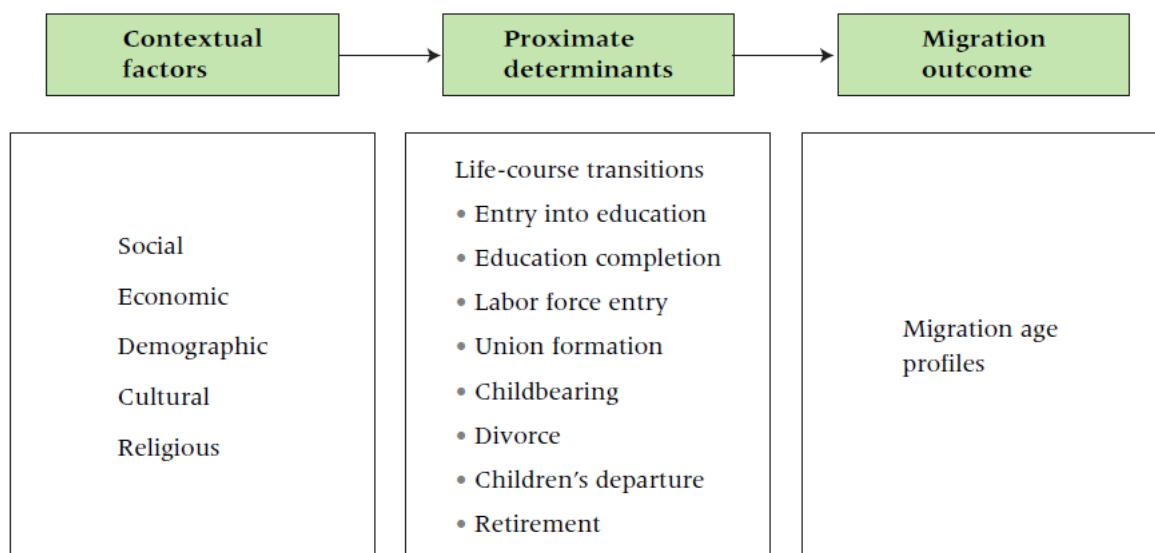 Contextual
factors
Proximate
determinants
Migration
outcome
Social
Economic
Demographic
Cultural
Religious
Life-course transitions
• Entry into education
• Education completion
• Labor force entry
• Union formation
• Childbearing
• Divorce
• Children’s departure
• Retirement
Migration age
profiles